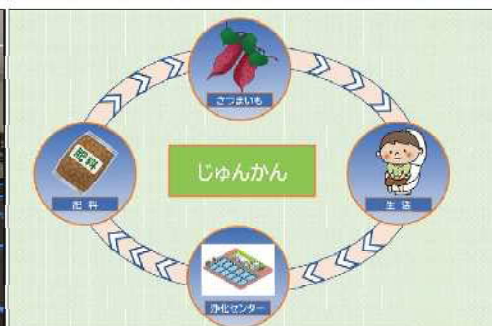 さつまいも
肥料
肥 料
じゅんかん
生 活
浄化センター